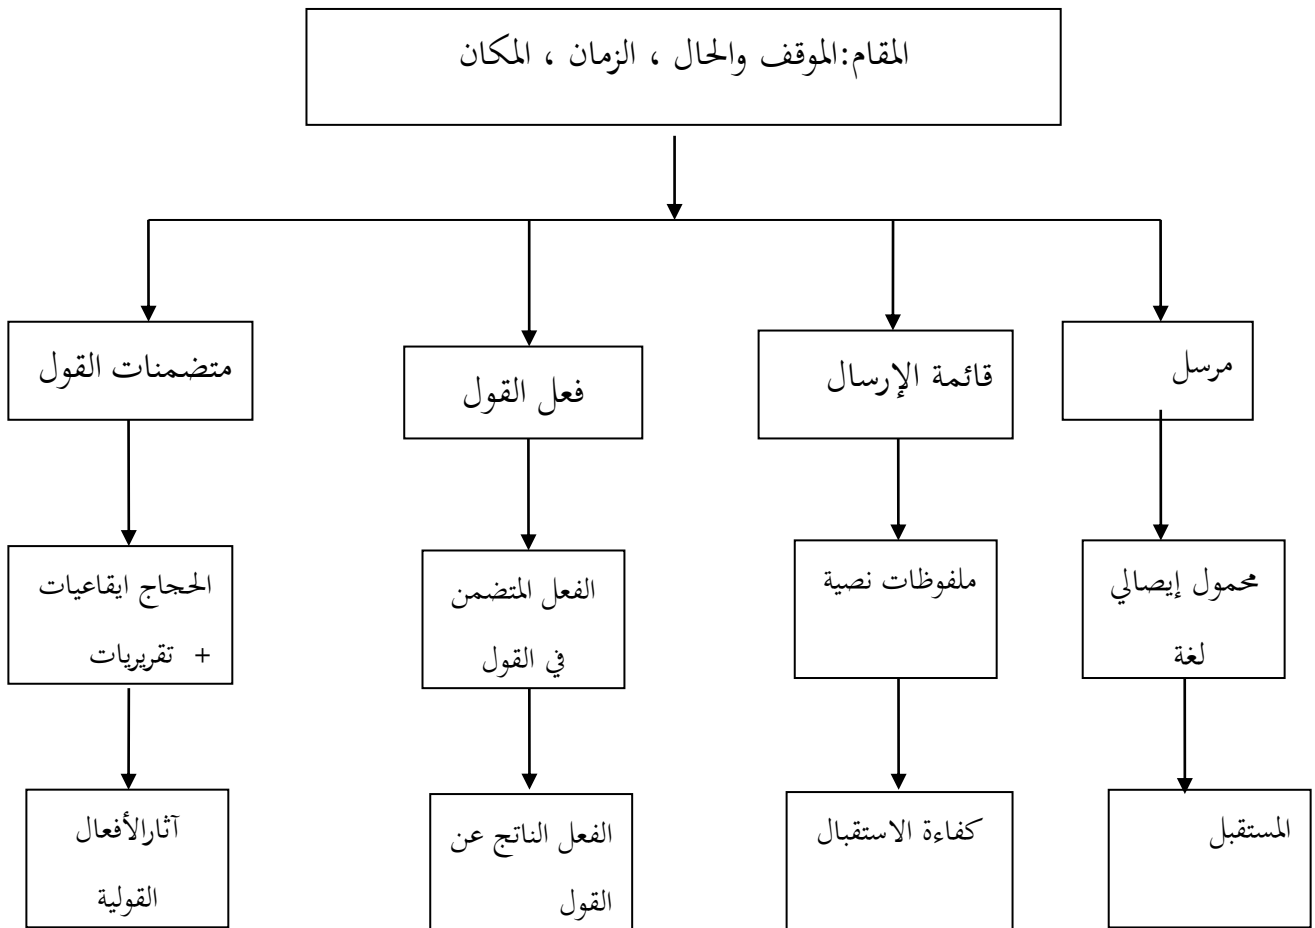 المقام:الموقف والحال ، الزمان ، المكان
مرسل
قائمة الإرسال
فعل القول
متضمنات القول
محمول إيصالي
لغة
ملفوظات نصية
الفعل المتضمن
في القول
الحجاج ايقاعيات
+ تقريريات
المستقبل
كفاءة الاستقبال
الفعل الناتج عن
القول
آثارالأفعال
القولية